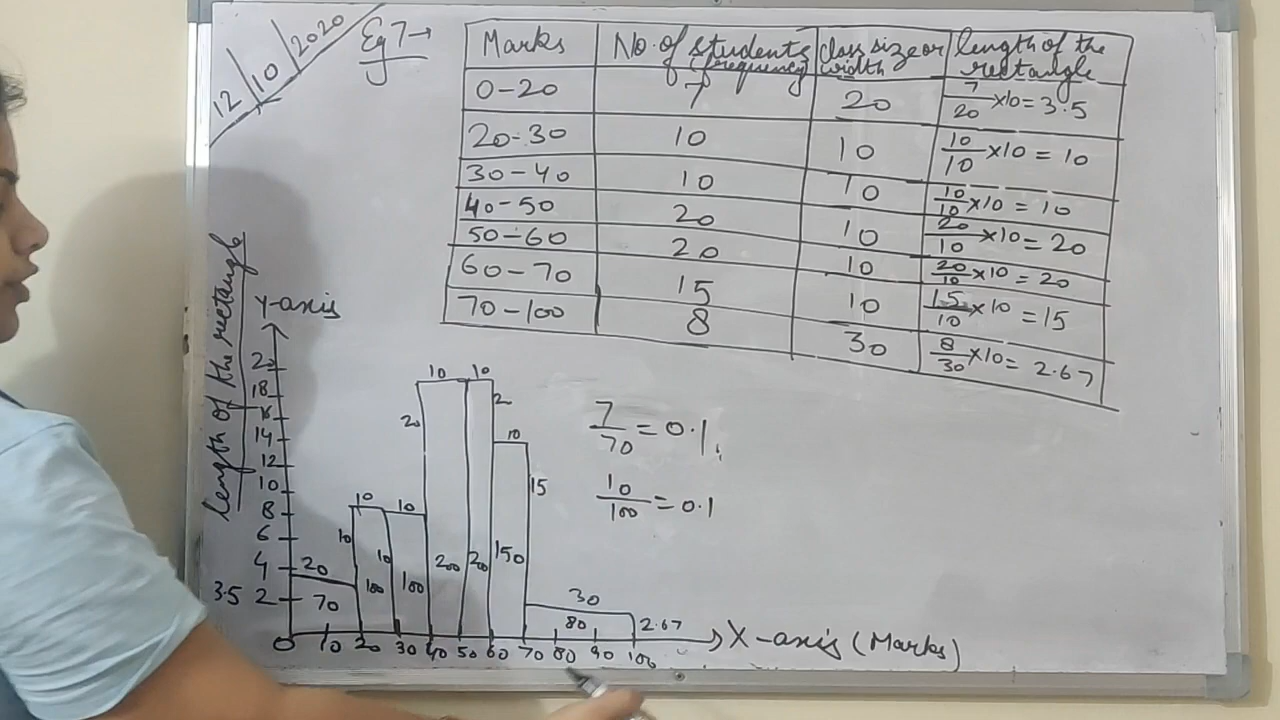 12/10/2020
Eg 7→
Marks No. of students (frequency) class size or width length of the rectangle
0-20 7 20 7/20 ×10 = 3.5
20-30 10 10 10/10 ×10 = 10
30-40 10 10 10/10 ×10 = 10
40-50 20 10 20/10 ×10 = 20
50-60 20 10 20/10 ×10 = 20
60-70 15 10 15/10 ×10 = 15
70-100 8 30 8/30 ×10 = 2.67
length of the rectangle
Y-axis
20
18
16
14
12
10
8
6
4
3.5 2
0 10 20 30 40 50 60 70 80 90 100
X-axis (Marks)
20
70
10
10
100
10
10
100
10
20
200
10
20
10
15
150
30
80
2.67
7/70 = 0.1
10/100 = 0.1